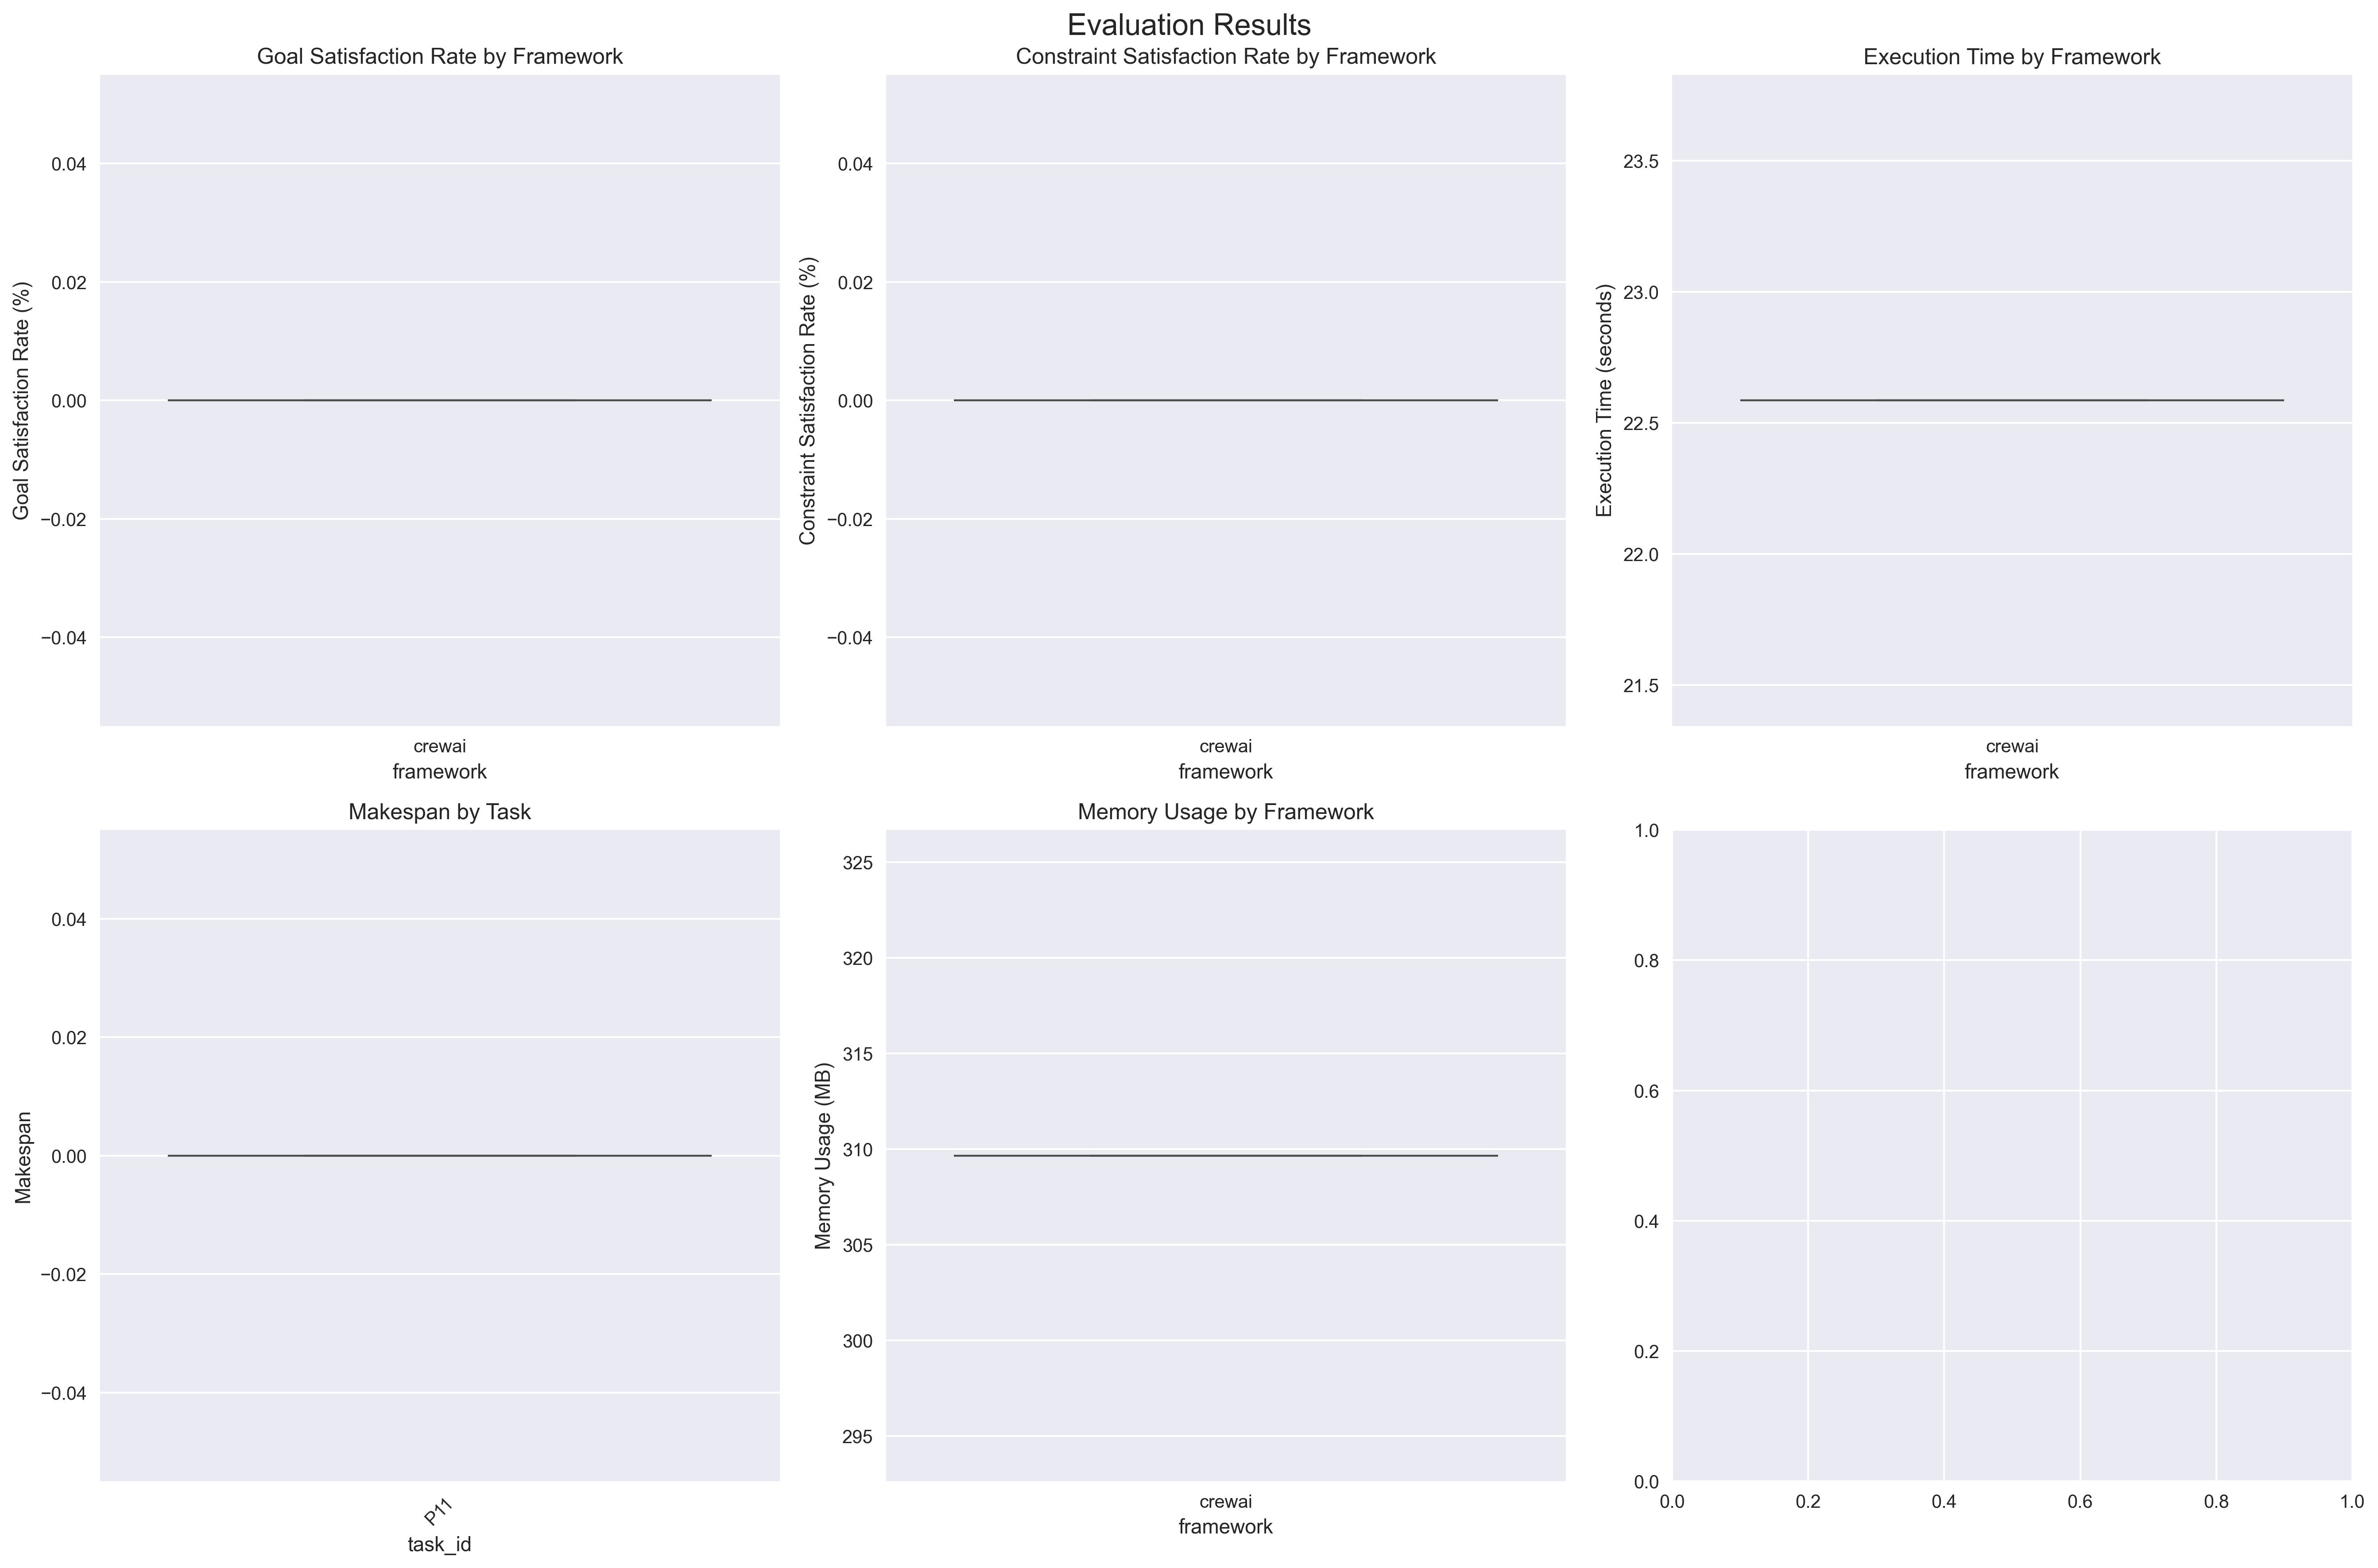 Evaluation Results
Goal Satisfaction Rate by Framework
Goal Satisfaction Rate (%)
0.04
0.02
0.00
−0.02
−0.04
crewai
framework
Constraint Satisfaction Rate by Framework
Constraint Satisfaction Rate (%)
0.04
0.02
0.00
−0.02
−0.04
crewai
framework
Execution Time by Framework
Execution Time (seconds)
23.5
23.0
22.5
22.0
21.5
crewai
framework
Makespan by Task
Makespan
0.04
0.02
0.00
−0.02
−0.04
P11
task_id
Memory Usage by Framework
Memory Usage (MB)
325
320
315
310
305
300
295
crewai
framework
1.0
0.8
0.6
0.4
0.2
0.0
0.0 0.2 0.4 0.6 0.8 1.0